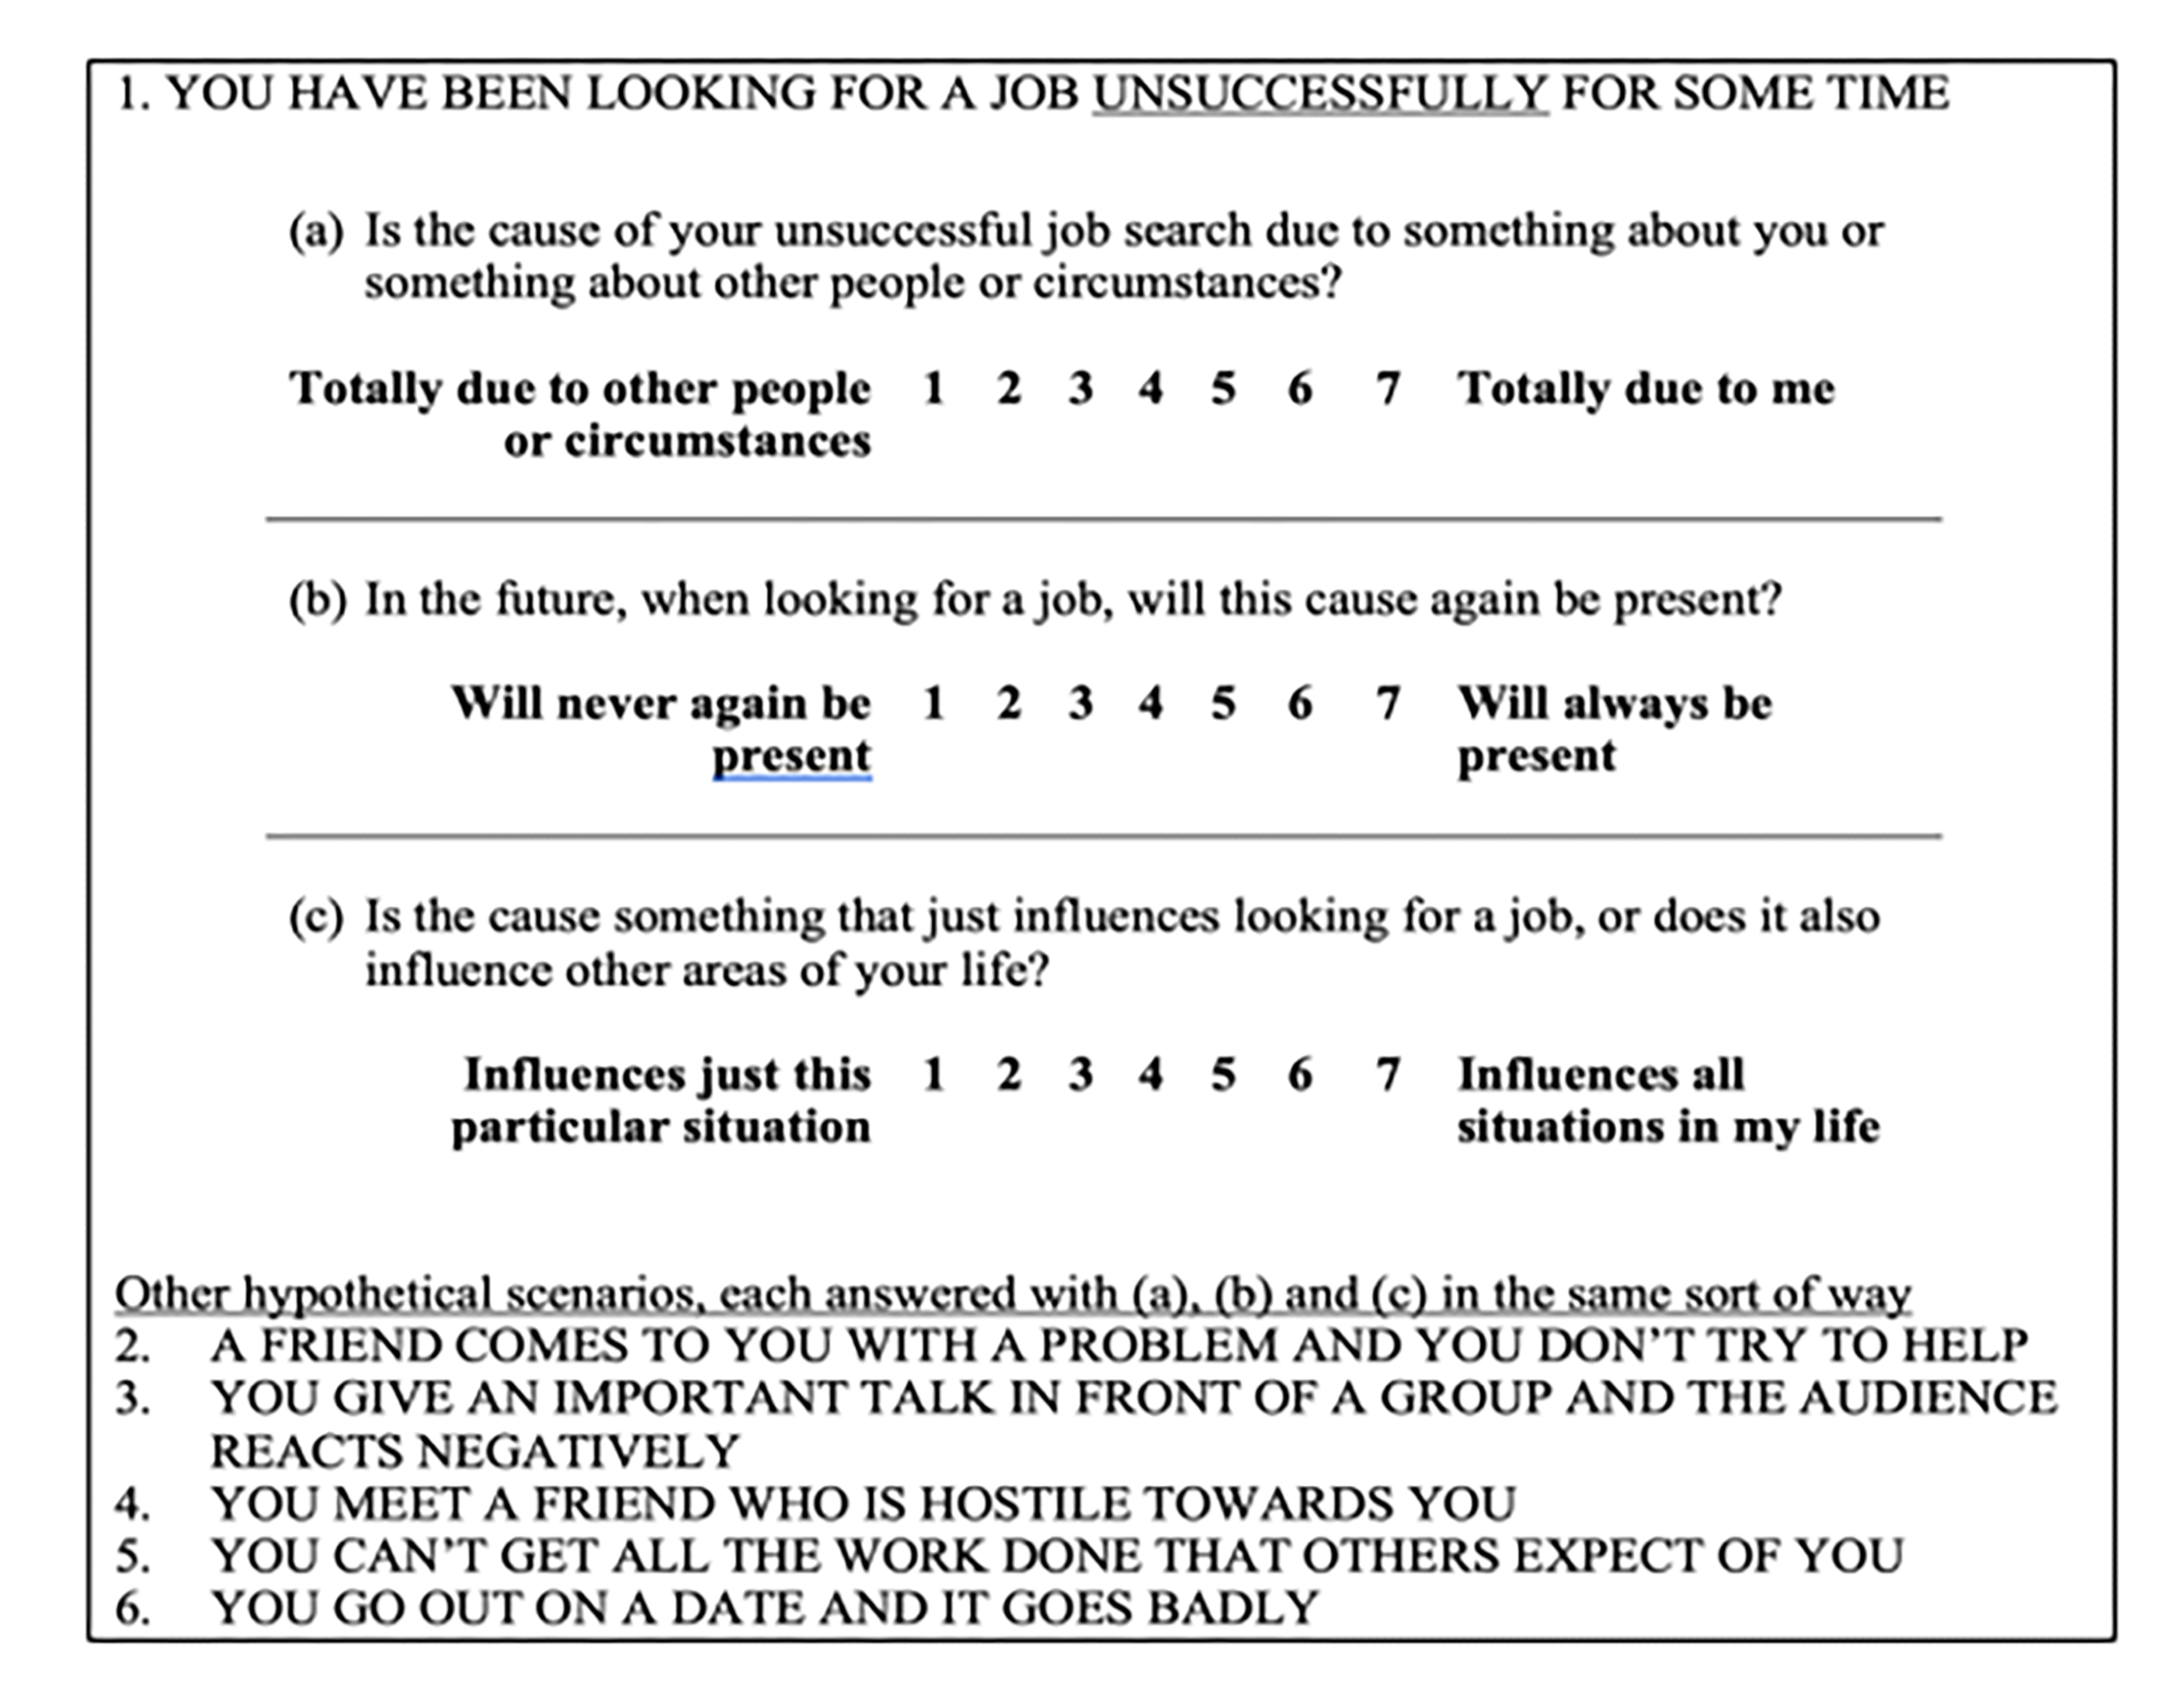 1. YOU HAVE BEEN LOOKING FOR A JOB UNSUCCESSFULLY FOR SOME TIME
(a) Is the cause of your unsuccessful job search due to something about you or
something about other people or circumstances?
Totally due to other people 1 2 3 4 5 6 7 Totally due to me
or circumstances
(b) In the future, when looking for a job, will this cause again be present?
Will never again be 1 2 3 4 5 6 7 Will always be
present present
(c) Is the cause something that just influences looking for a job, or does it also
influence other areas of your life?
Influences just this 1 2 3 4 5 6 7 Influences all
particular situation situations in my life
Other hypothetical scenarios, each answered with (a), (b) and (c) in the same sort of way
2. A FRIEND COMES TO YOU WITH A PROBLEM AND YOU DON'T TRY TO HELP
3. YOU GIVE AN IMPORTANT TALK IN FRONT OF A GROUP AND THE AUDIENCE
REACTS NEGATIVELY
4. YOU MEET A FRIEND WHO IS HOSTILE TOWARDS YOU
5. YOU CAN'T GET ALL THE WORK DONE THAT OTHERS EXPECT OF YOU
6. YOU GO OUT ON A DATE AND IT GOES BADLY